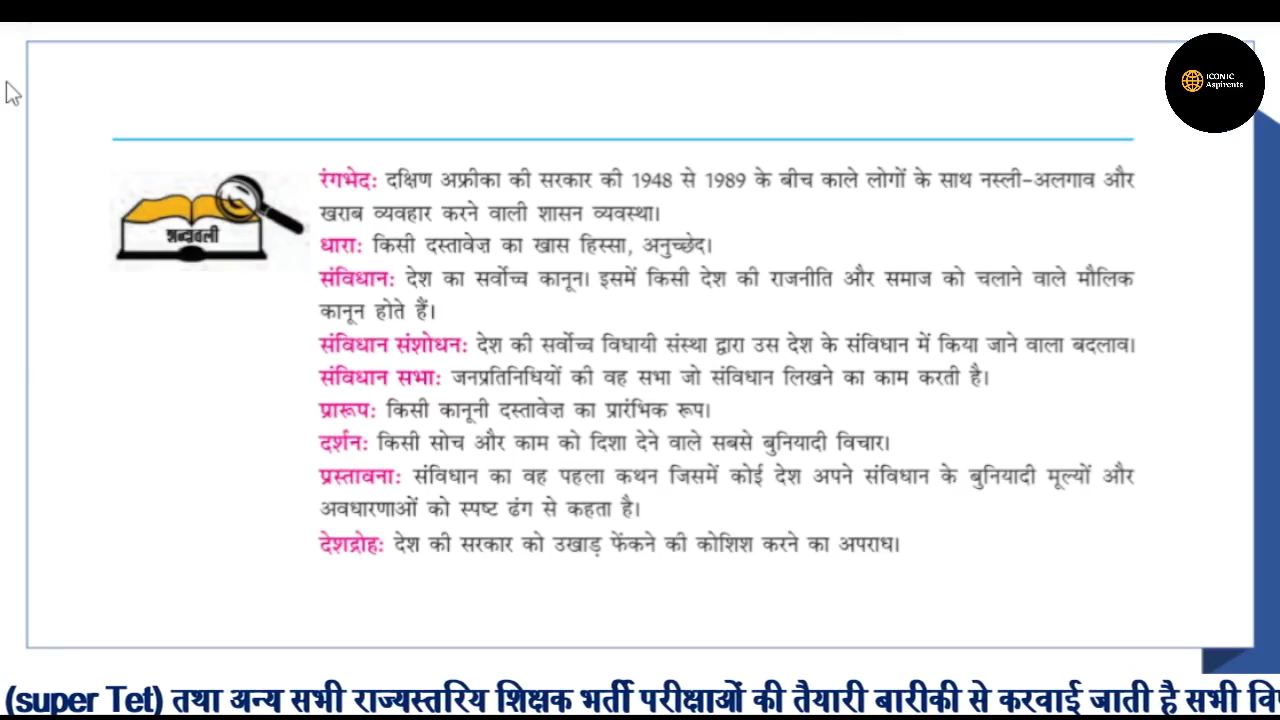 ICONIC
Aspirents
रंगभेद: दक्षिण अफ्रीका की सरकार की 1948 से 1989 के बीच काले लोगों के साथ नस्ली-अलगाव और
खराब व्यवहार करने वाली शासन व्यवस्था।
शब्दावली
धारा: किसी दस्तावेज़ का खास हिस्सा, अनुच्छेद।
संविधान: देश का सर्वोच्च कानून। इसमें किसी देश की राजनीति और समाज को चलाने वाले मौलिक
कानून होते हैं।
संविधान संशोधन: देश की सर्वोच्च विधायी संस्था द्वारा उस देश के संविधान में किया जाने वाला बदलाव।
संविधान सभा: जनप्रतिनिधियों की वह सभा जो संविधान लिखने का काम करती है।
प्रारूप: किसी कानूनी दस्तावेज़ का प्रारंभिक रूप।
दर्शन: किसी सोच और काम को दिशा देने वाले सबसे बुनियादी विचार।
प्रस्तावना: संविधान का वह पहला कथन जिसमें कोई देश अपने संविधान के बुनियादी मूल्यों और
अवधारणाओं को स्पष्ट ढंग से कहता है।
देशद्रोह: देश की सरकार को उखाड़ फेंकने की कोशिश करने का अपराध।
(super Tet) तथा अन्य सभी राज्यस्तरिय शिक्षक भर्ती परीक्षाओं की तैयारी बारीकी से करवाई जाती है सभी वि